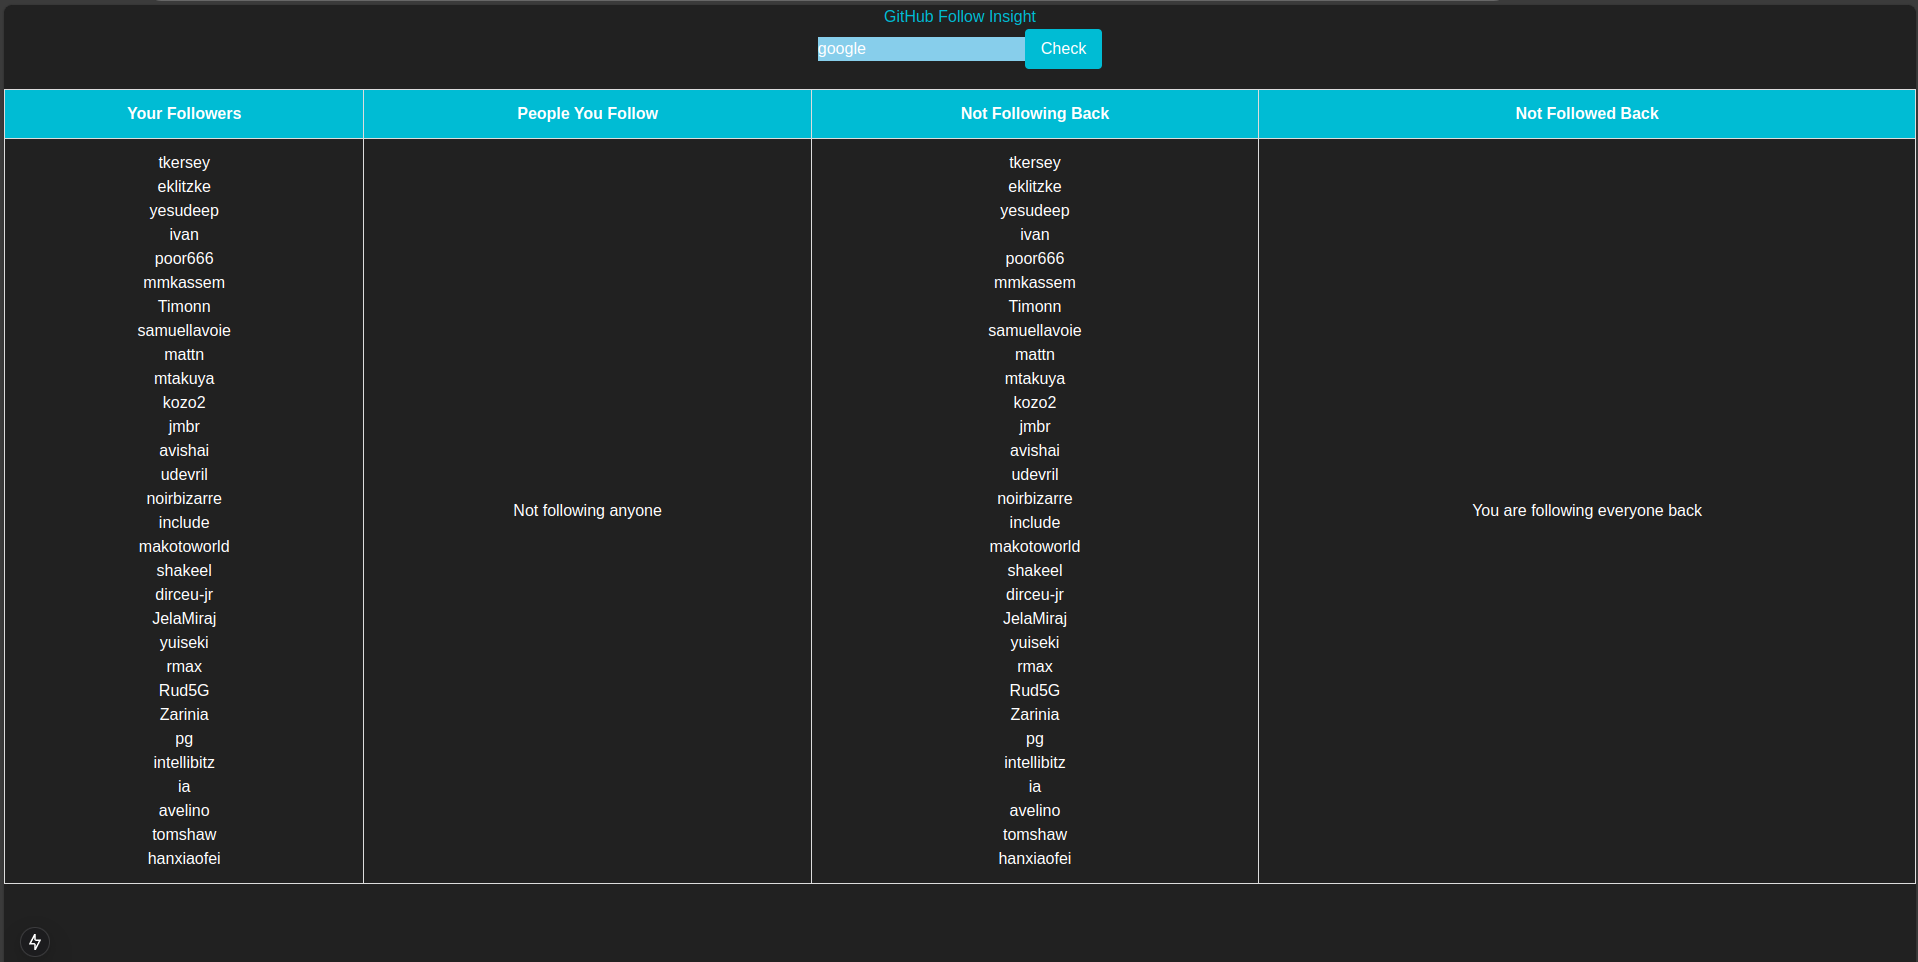 GitHub Follow Insight
google
Check
Your Followers
People You Follow
Not Following Back
Not Followed Back
tkersey
eklitzke
yesudeep
ivan
poor666
mmkassem
Timonn
samuellavoie
mattn
mtakuya
kozo2
jmbr
avishai
udevril
noirbizarre
include
makotoworld
shakeel
dirceu-jr
JelaMiraj
yuiseki
rmax
Rud5G
Zarinia
pg
intellibitz
ia
avelino
tomshaw
hanxiaofei
Not following anyone
tkersey
eklitzke
yesudeep
ivan
poor666
mmkassem
Timonn
samuellavoie
mattn
mtakuya
kozo2
jmbr
avishai
udevril
noirbizarre
include
makotoworld
shakeel
dirceu-jr
JelaMiraj
yuiseki
rmax
Rud5G
Zarinia
pg
intellibitz
ia
avelino
tomshaw
hanxiaofei
You are following everyone back